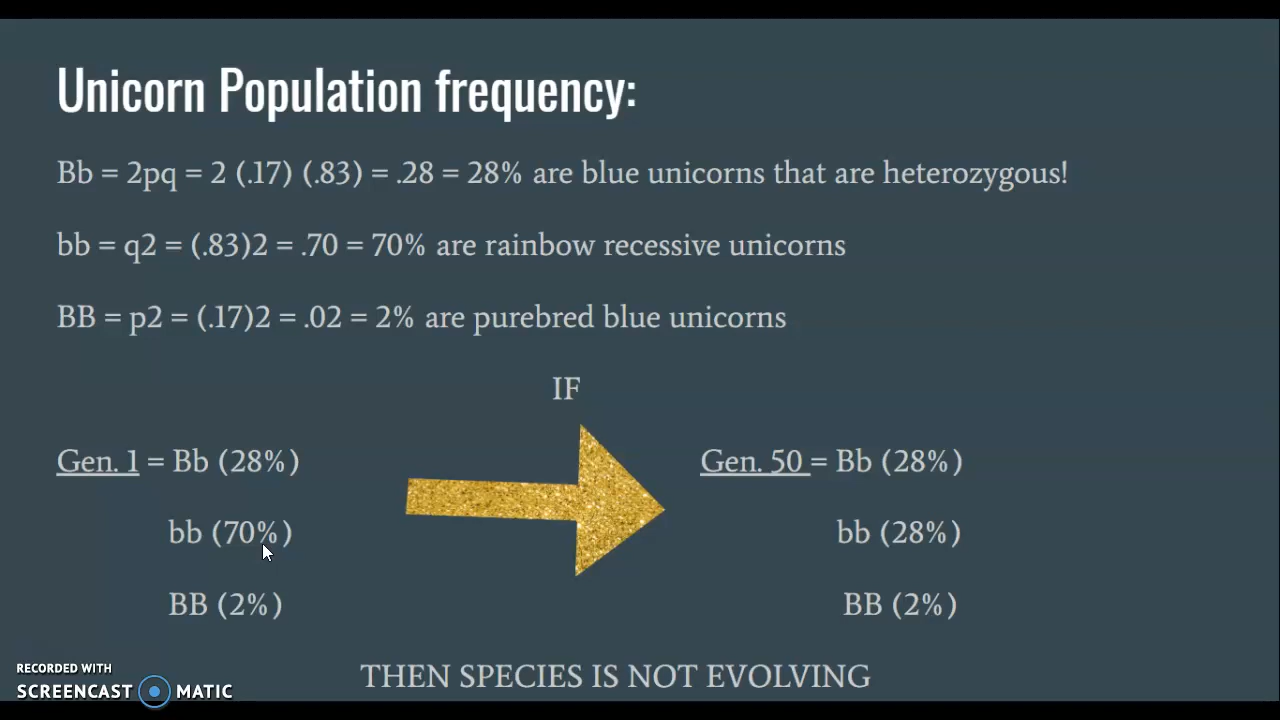 Unicorn Population frequency:
Bb = 2pq = 2 (.17) (.83) = .28 = 28% are blue unicorns that are heterozygous!
bb = q2 = (.83)2 = .70 = 70% are rainbow recessive unicorns
BB = p2 = (.17)2 = .02 = 2% are purebred blue unicorns
IF
Gen. 1 = Bb (28%)
bb (70%)
BB (2%)
Gen. 50 = Bb (28%)
bb (28%)
BB (2%)
THEN SPECIES IS NOT EVOLVING
RECORDED WITH
SCREENCAST MATIC